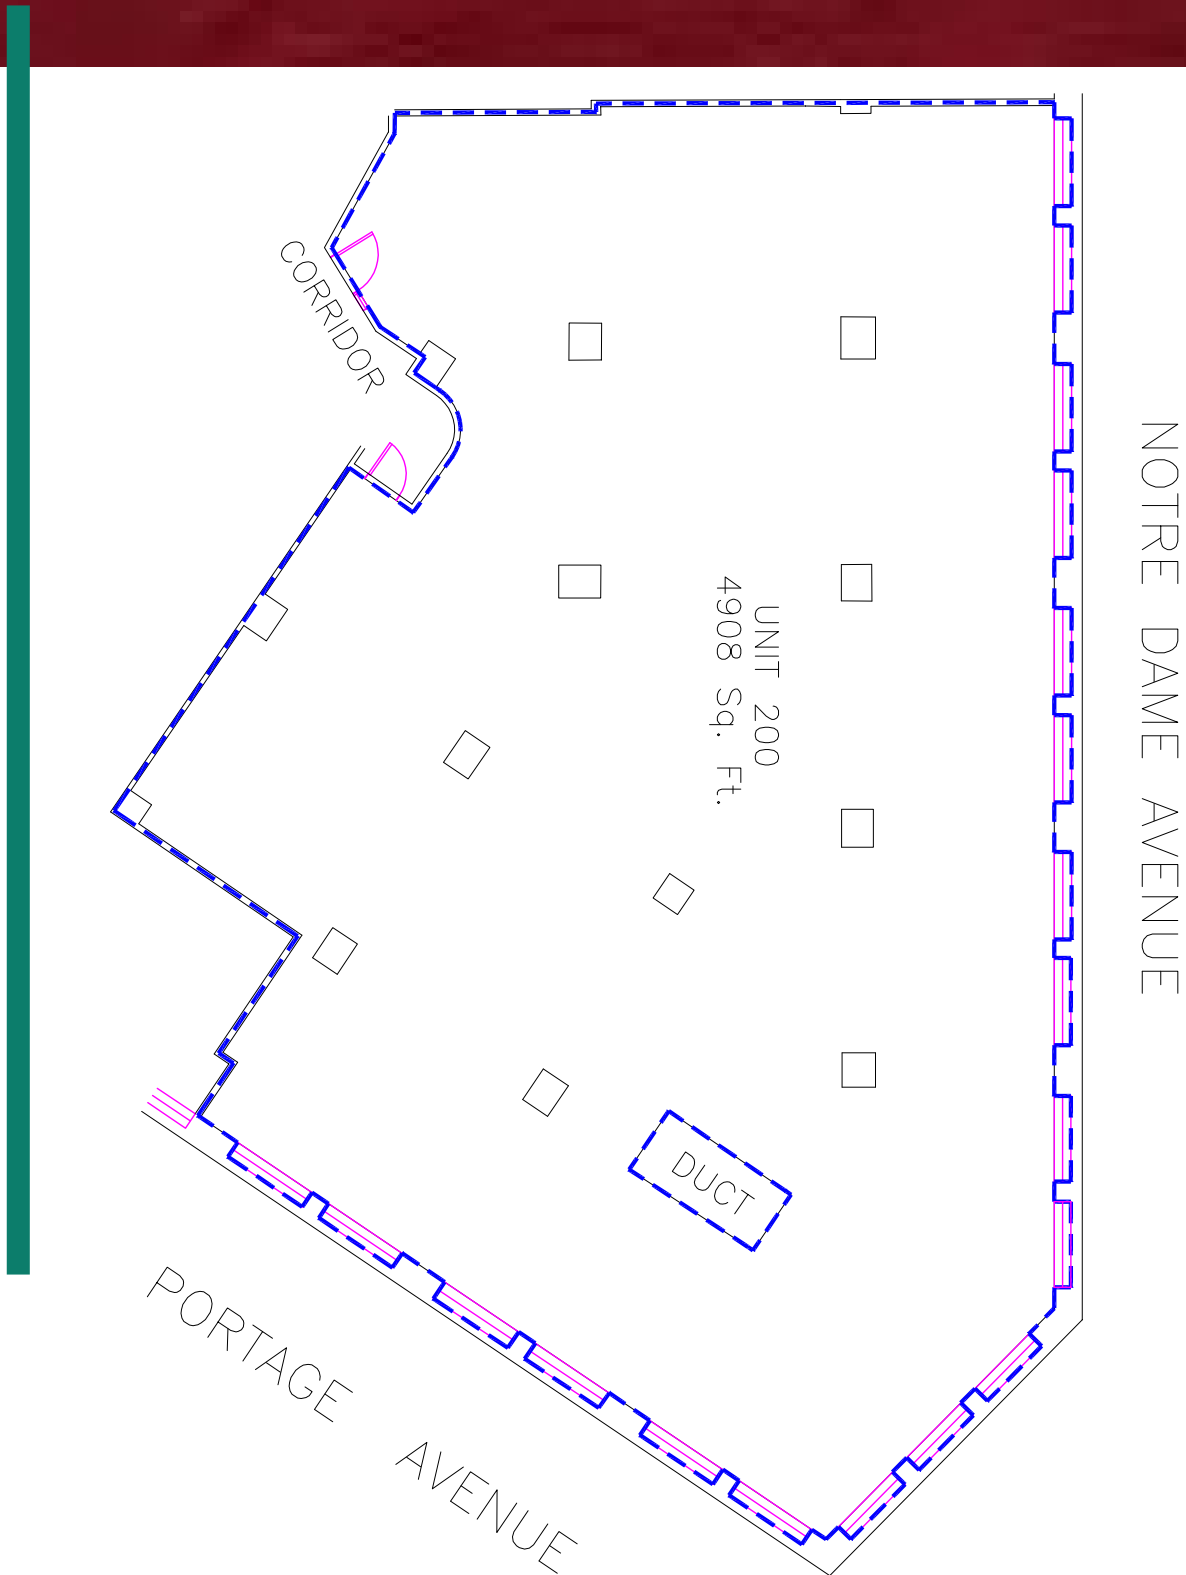 CORRIDOR
NOTRE DAME AVENUE
UNIT 200
4908 Sq. Ft.
DUCT
PORTAGE AVENUE